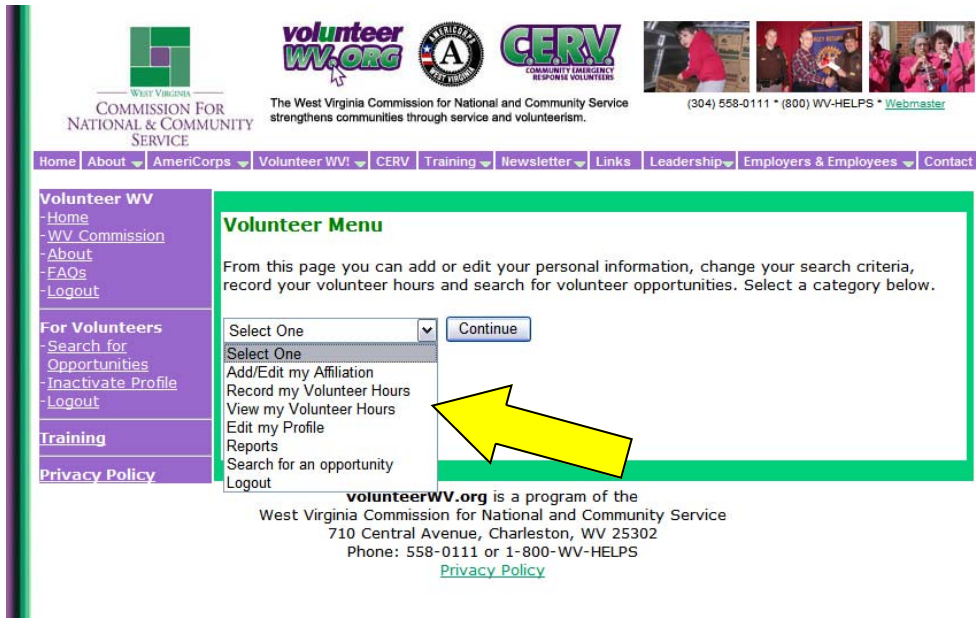 WEST VIRGINIA
COMMISSION FOR
NATIONAL & COMMUNITY
SERVICE
volunteer
WV.ORG
AMERICORPS
A
WEST VIRGINIA
CERV
COMMUNITY EMERGENCY
RESPONSE VOLUNTEERS
The West Virginia Commission for National and Community Service
strengthens communities through service and volunteerism.
(304) 558-0111 * (800) WV-HELPS * Webmaster
Home About AmeriCorps Volunteer WV! CERV Training Newsletter Links Leadership Employers & Employees Contact
Volunteer WV
-Home
-WV Commission
-About
-FAQs
-Logout
For Volunteers
-Search for
Opportunities
-Inactivate Profile
-Logout
Training
Privacy Policy
Volunteer Menu
From this page you can add or edit your personal information, change your search criteria,
record your volunteer hours and search for volunteer opportunities. Select a category below.
Select One Continue
Select One
Add/Edit my Affiliation
Record my Volunteer Hours
View my Volunteer Hours
Edit my Profile
Reports
Search for an opportunity
Logout
volunteerWV.org is a program of the
West Virginia Commission for National and Community Service
710 Central Avenue, Charleston, WV 25302
Phone: 558-0111 or 1-800-WV-HELPS
Privacy Policy